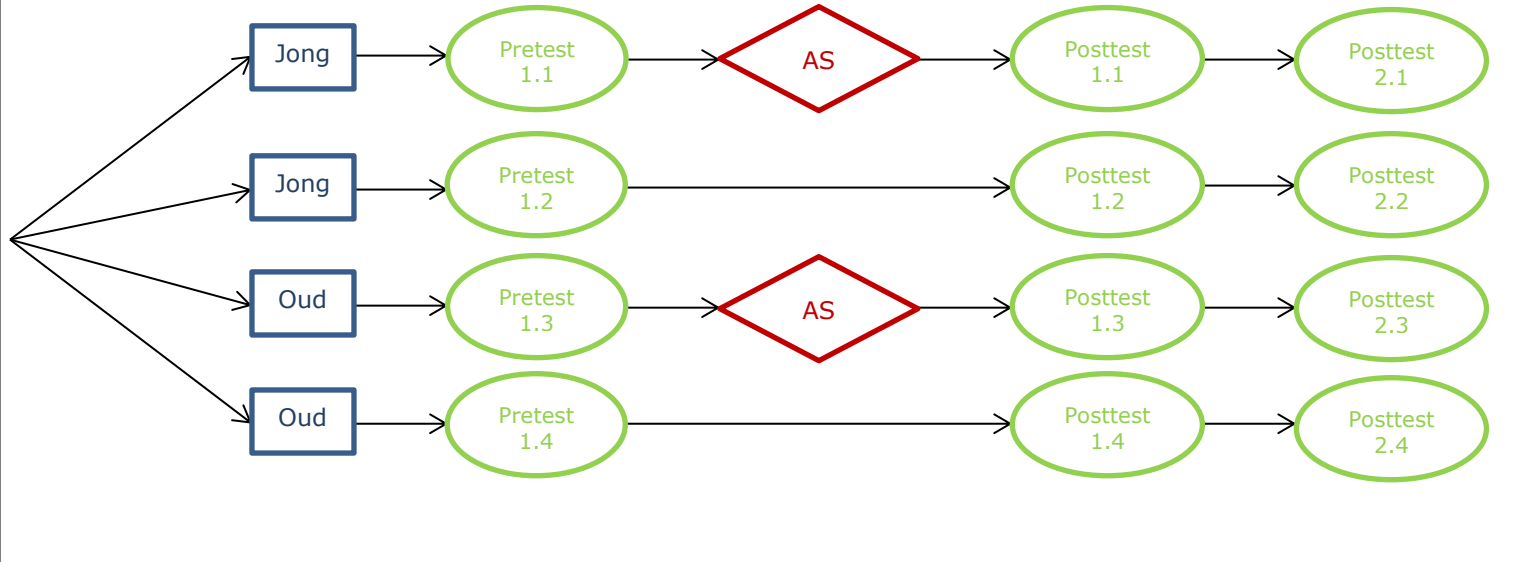 Jong
Pretest
1.1
AS
Posttest
1.1
Posttest
2.1
Jong
Pretest
1.2
Posttest
1.2
Posttest
2.2
Oud
Pretest
1.3
AS
Posttest
1.3
Posttest
2.3
Oud
Pretest
1.4
Posttest
1.4
Posttest
2.4